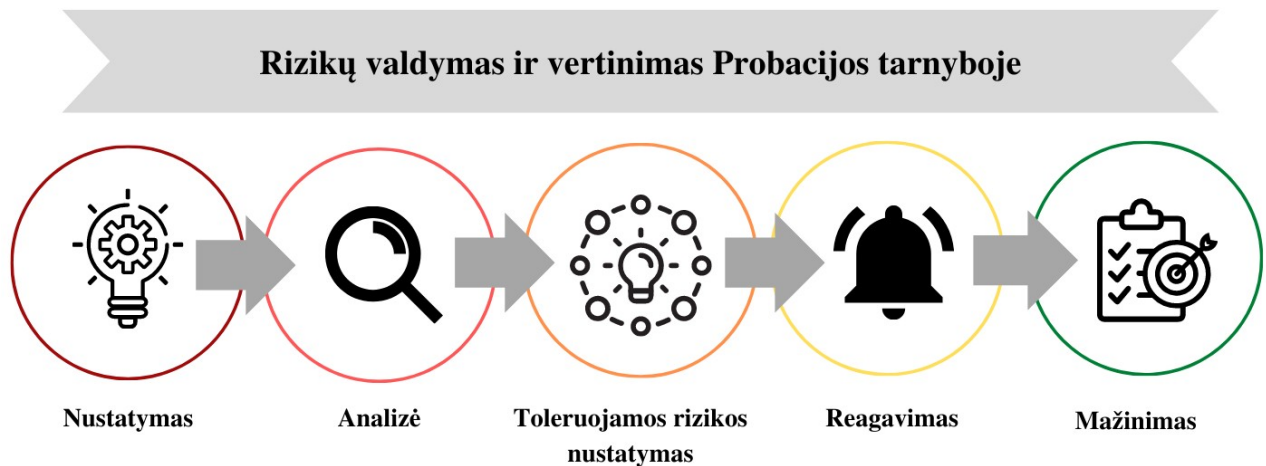 Rizikų valdymas ir vertinimas Probacijos tarnyboje
Nustatymas
Analizė
Toleruojamos rizikos
nustatymas
Reagavimas
Mažinimas